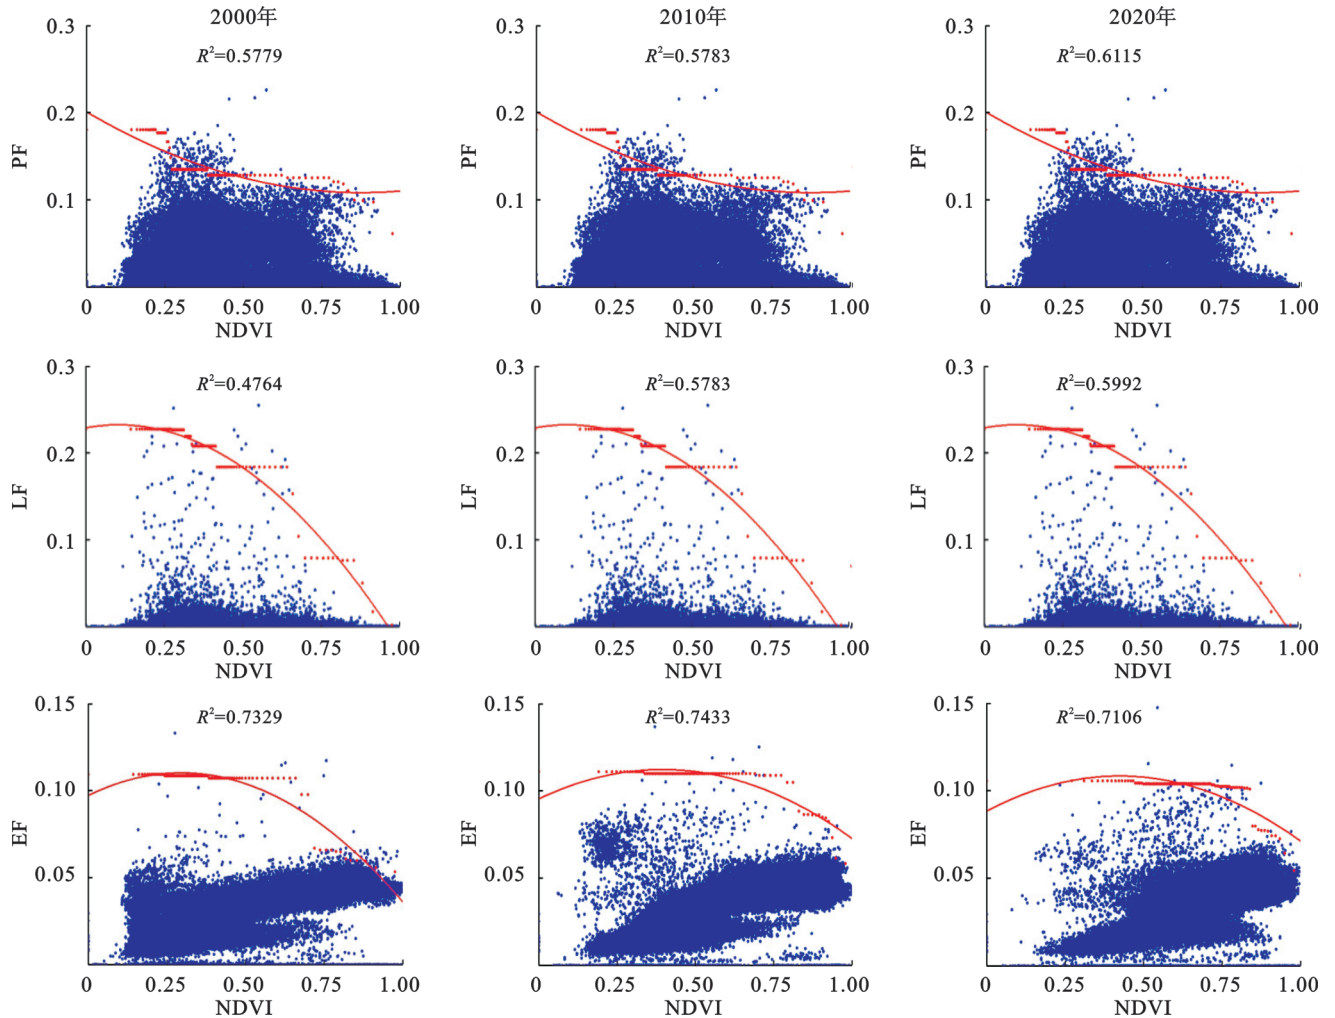 2000年 2010年 2020年
0.3 0.3 0.3
R²=0.5779 R²=0.5783 R²=0.6115
0.2 0.2 0.2
PF PF PF
0.1 0.1 0.1
0 0.25 0.50 0.75 1.00 0 0.25 0.50 0.75 1.00 0 0.25 0.50 0.75 1.00
NDVI NDVI NDVI
0.3 0.3 0.3
R²=0.4764 R²=0.5783 R²=0.5992
0.2 0.2 0.2
LF LF LF
0.1 0.1 0.1
0 0.25 0.50 0.75 1.00 0 0.25 0.50 0.75 1.00 0 0.25 0.50 0.75 1.00
NDVI NDVI NDVI
0.15 0.15 0.15
R²=0.7329 R²=0.7433 R²=0.7106
0.10 0.10 0.10
EF EF EF
0.05 0.05 0.05
0 0.25 0.50 0.75 1.00 0 0.25 0.50 0.75 1.00 0 0.25 0.50 0.75 1.00
NDVI NDVI NDVI